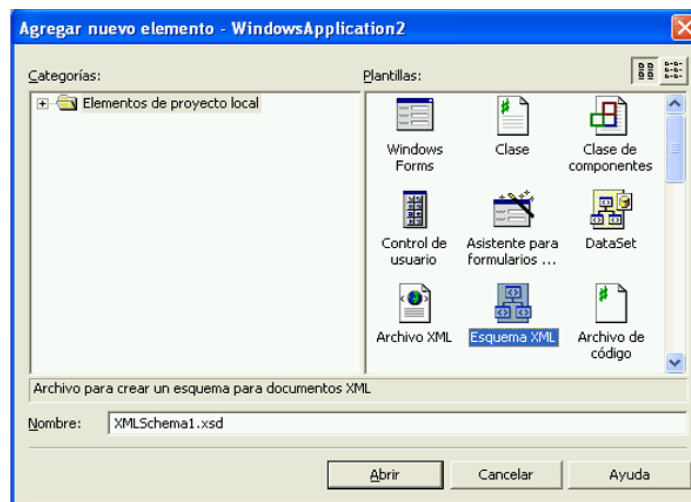 Agregar nuevo elemento - WindowsApplication2
Categorías:
Plantillas:
Elementos de proyecto local
Windows Forms
Clase
Clase de componentes
Control de usuario
Asistente para formularios ...
DataSet
Archivo XML
Esquema XML
Archivo de código
Archivo para crear un esquema para documentos XML
Nombre:
XMLSchema1.xsd
Abrir
Cancelar
Ayuda